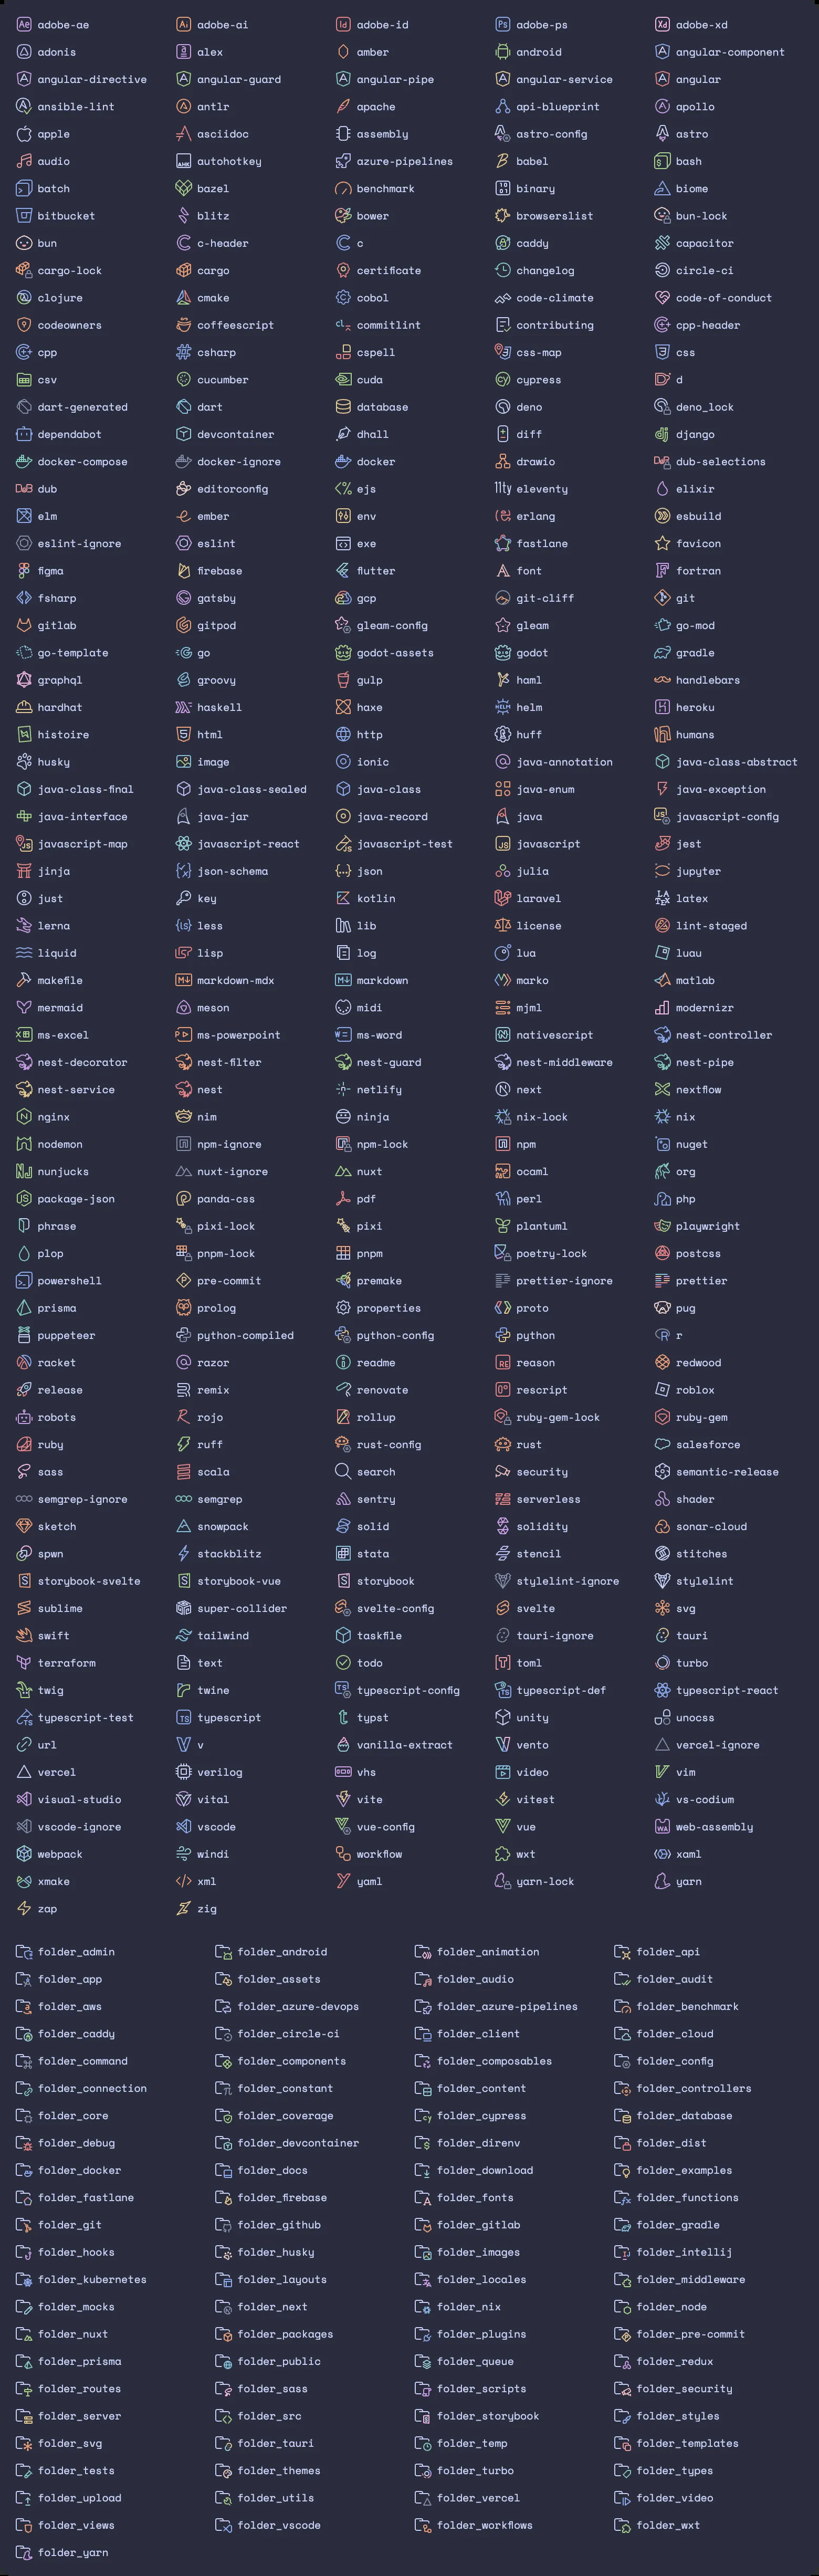 adobe-ae adobe-ai adobe-id adobe-ps adobe-xd
adonis alex amber android angular-component
angular-directive angular-guard angular-pipe angular-service angular
ansible-lint antlr apache api-blueprint apollo
apple asciidoc assembly astro-config astro
audio autohotkey azure-pipelines babel bash
batch bazel benchmark binary biome
bitbucket blitz bower browserslist bun-lock
bun c-header c caddy capacitor
cargo-lock cargo certificate changelog circle-ci
clojure cmake cobol code-climate code-of-conduct
codeowners coffeescript commitlint contributing cpp-header
cpp csharp cspell css-map css
csv cucumber cuda cypress d
dart-generated dart database deno deno_lock
dependabot devcontainer dhall diff django
docker-compose docker-ignore docker drawio dub-selections
dub editorconfig ejs eleventy elixir
elm ember env erlang esbuild
eslint-ignore eslint exe fastlane favicon
figma firebase flutter font fortran
fsharp gatsby gcp git-cliff git
gitlab gitpod gleam-config gleam go-mod
go-template go godot-assets godot gradle
graphql groovy gulp haml handlebars
hardhat haskell haxe helm heroku
histoire html http huff humans
husky image ionic java-annotation java-class-abstract
java-class-final java-class-sealed java-class java-enum java-exception
java-interface java-jar java-record java javascript-config
javascript-map javascript-react javascript-test javascript jest
jinja json-schema json julia jupyter
just key kotlin laravel latex
lerna less lib license lint-staged
liquid lisp log lua luau
makefile markdown-mdx markdown marko matlab
mermaid meson midi mjml modernizr
ms-excel ms-powerpoint ms-word nativescript nest-controller
nest-decorator nest-filter nest-guard nest-middleware nest-pipe
nest-service nest netlify next nextflow
nginx nim ninja nix-lock nix
nodemon npm-ignore npm-lock npm nuget
nunjucks nuxt-ignore nuxt ocaml org
package-json panda-css pdf perl php
phrase pixi-lock pixi plantuml playwright
plop pnpm-lock pnpm poetry-lock postcss
powershell pre-commit premake prettier-ignore prettier
prisma prolog properties proto pug
puppeteer python-compiled python-config python r
racket razor readme reason redwood
release remix renovate rescript roblox
robots rojo rollup ruby-gem-lock ruby-gem
ruby ruff rust-config rust salesforce
sass scala search security semantic-release
semgrep-ignore semgrep sentry serverless shader
sketch snowpack solid solidity sonar-cloud
spwn stackblitz stata stencil stitches
storybook-svelte storybook-vue storybook stylelint-ignore stylelint
sublime super-collider svelte-config svelte svg
swift tailwind taskfile tauri-ignore tauri
terraform text todo toml turbo
twig twine typescript-config typescript-def typescript-react
typescript-test typescript typst unity unocss
url v vanilla-extract vento vercel-ignore
vercel verilog vhs video vim
visual-studio vital vite vitest vs-codium
vscode-ignore vscode vue-config vue web-assembly
webpack windi workflow wxt xaml
xmake xml yaml yarn-lock yarn
zap zig
folder_admin folder_android folder_animation folder_api
folder_app folder_assets folder_audio folder_audit
folder_aws folder_azure-devops folder_azure-pipelines folder_benchmark
folder_caddy folder_circle-ci folder_client folder_cloud
folder_command folder_components folder_composables folder_config
folder_connection folder_constant folder_content folder_controllers
folder_core folder_coverage folder_cypress folder_database
folder_debug folder_devcontainer folder_direnv folder_dist
folder_docker folder_docs folder_download folder_examples
folder_fastlane folder_firebase folder_fonts folder_functions
folder_git folder_github folder_gitlab folder_gradle
folder_hooks folder_husky folder_images folder_intellij
folder_kubernetes folder_layouts folder_locales folder_middleware
folder_mocks folder_next folder_nix folder_node
folder_nuxt folder_packages folder_plugins folder_pre-commit
folder_prisma folder_public folder_queue folder_redux
folder_routes folder_sass folder_scripts folder_security
folder_server folder_src folder_storybook folder_styles
folder_svg folder_tauri folder_temp folder_templates
folder_tests folder_themes folder_turbo folder_types
folder_upload folder_utils folder_vercel folder_video
folder_views folder_vscode folder_workflows folder_wxt
folder_yarn